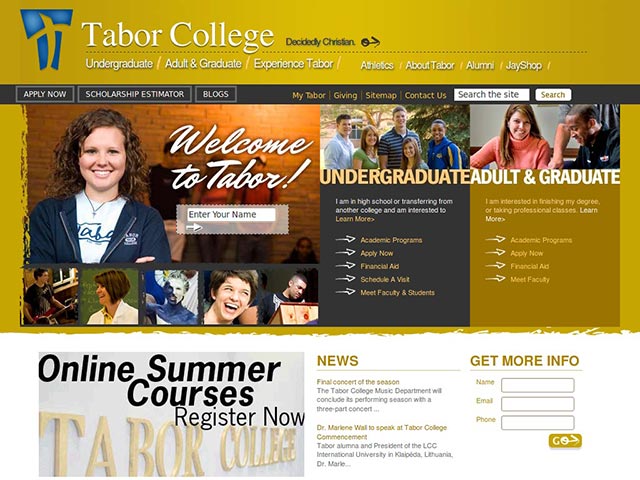 Tabor College Decidedly Christian.
Undergraduate / Adult & Graduate / Experience Tabor / Athletics / About Tabor / Alumni / JayShop /
APPLY NOW SCHOLARSHIP ESTIMATOR BLOGS My Tabor | Giving | Sitemap | Contact Us Search the site Search
Welcome
to Tabor!
Enter Your Name
UNDERGRADUATE
I am in high school or transferring from
another college and am interested to
Learn More>
Academic Programs
Apply Now
Financial Aid
Schedule A Visit
Meet Faculty & Students
ADULT & GRADUATE
I am interested in finishing my degree,
or taking professional classes. Learn
More>
Academic Programs
Apply Now
Financial Aid
Meet Faculty
Online Summer
Courses
Register Now
TABOR COLLEGE
NEWS
Final concert of the season
The Tabor College Music Department will
conclude its performing season with a
three-part concert ...
Dr. Marlene Wall to speak at Tabor College
Commencement
Tabor alumna and President of the LCC
International University in Klaipéda, Lithuania,
Dr. Marle...
GET MORE INFO
Name
Email
Phone
GO